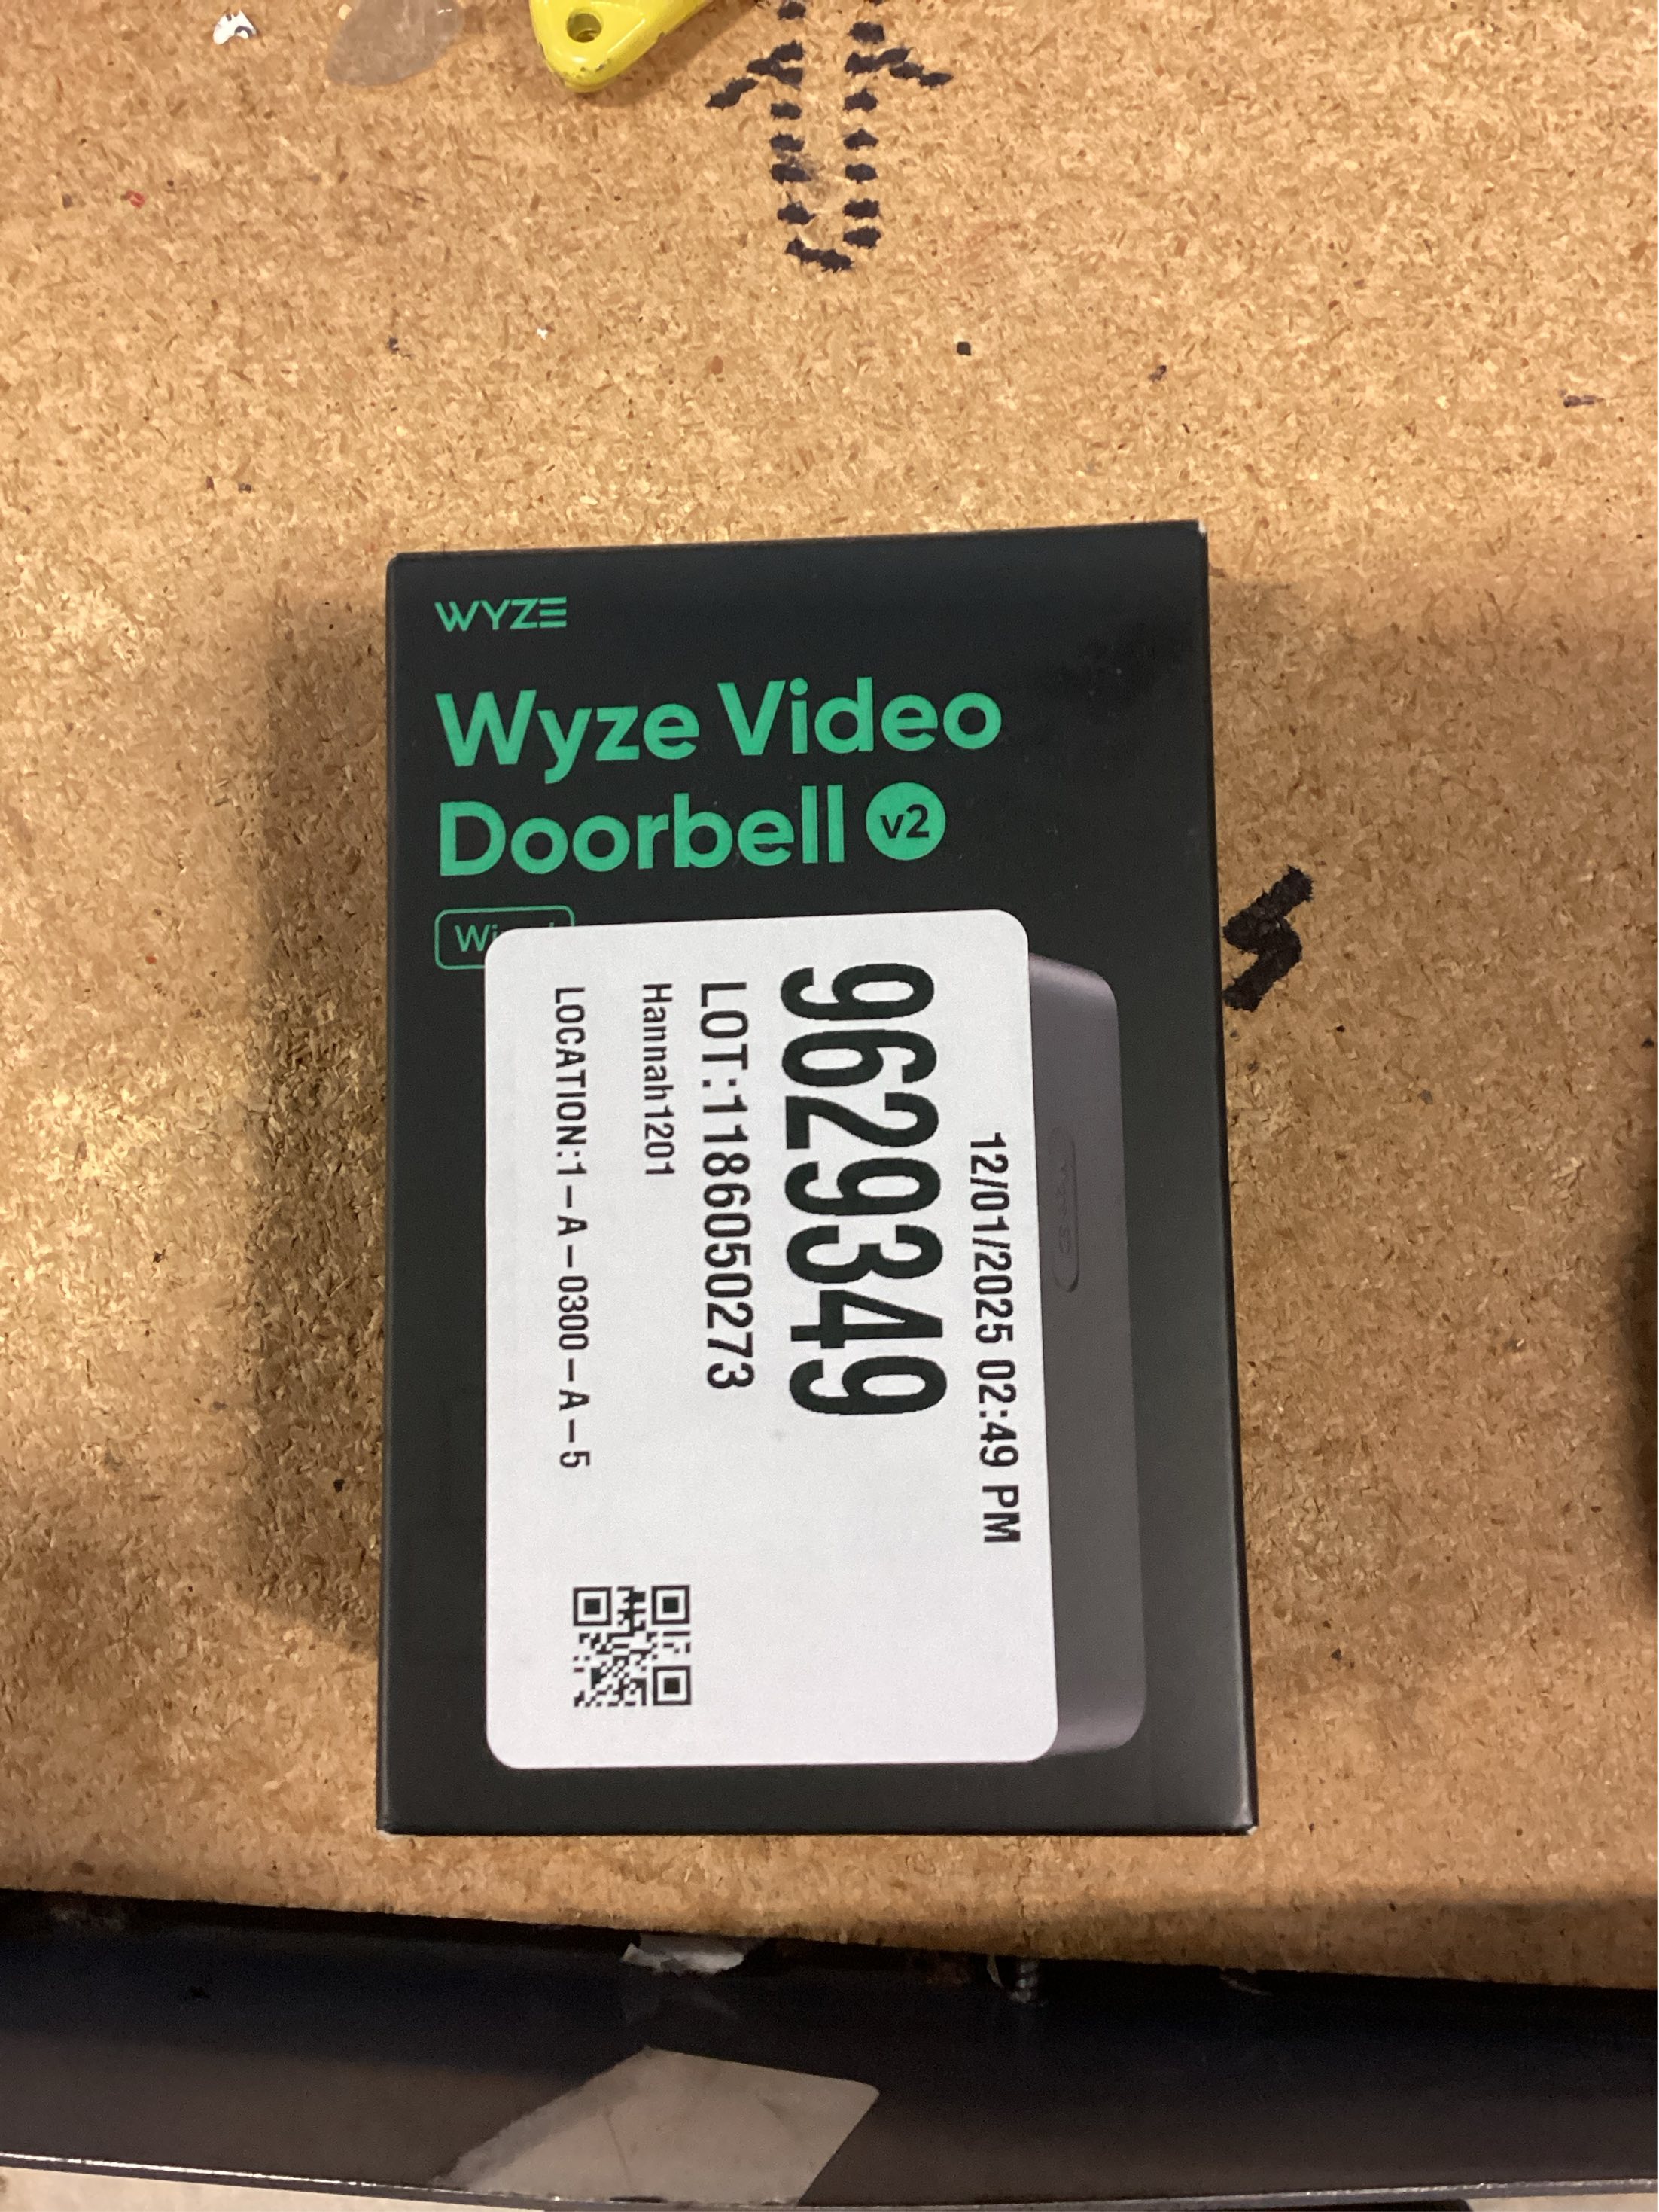 WYZE
Wyze Video
Doorbell v2
12/01/2025 02:49 PM
9629349
LOT:1186050273
Hannah1201
LOCATION:1-A-0300-A-5